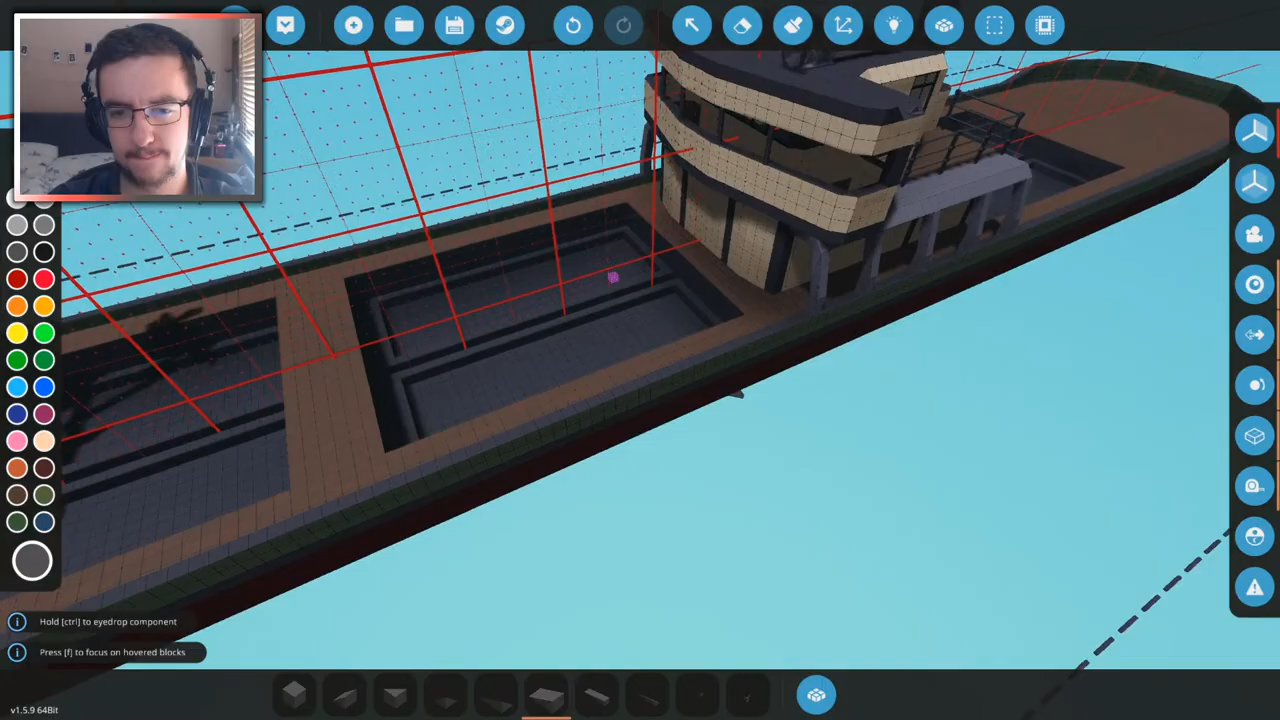 Hold [ctrl] to eyedrop component
Press [f] to focus on hovered blocks
v1.5.9 64Bit